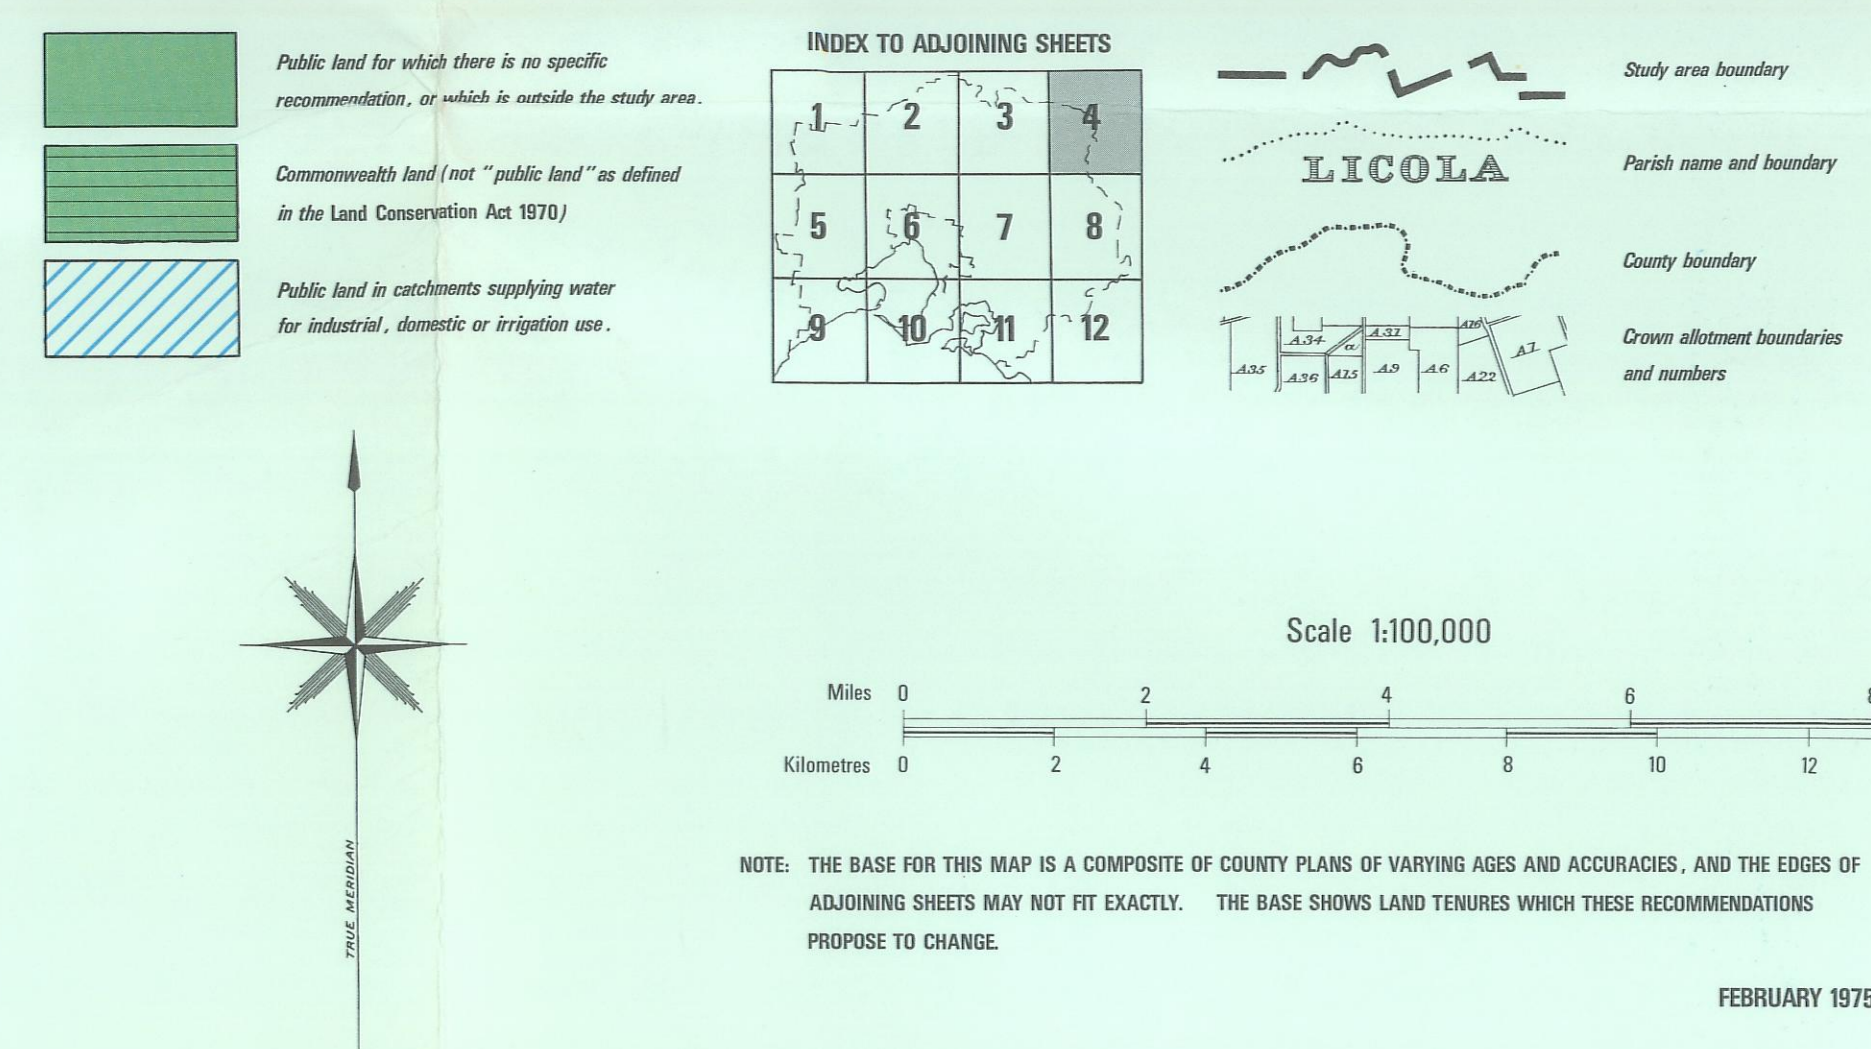 Public land for which there is no specific
recommendation, or which is outside the study area.
Commonwealth land (not "public land" as defined
in the Land Conservation Act 1970)
Public land in catchments supplying water
for industrial, domestic or irrigation use.
INDEX TO ADJOINING SHEETS
1 2 3 4
5 6 7 8
9 10 11 12
Study area boundary
LICOLA
Parish name and boundary
County boundary
A35 A34 A36 α A15 A37 A9 A6 A16 A22 A7
Crown allotment boundaries
and numbers
TRUE MERIDIAN
Scale 1:100,000
Miles 0 2 4 6
Kilometres 0 2 4 6 8 10 12
NOTE: THE BASE FOR THIS MAP IS A COMPOSITE OF COUNTY PLANS OF VARYING AGES AND ACCURACIES, AND THE EDGES OF
ADJOINING SHEETS MAY NOT FIT EXACTLY. THE BASE SHOWS LAND TENURES WHICH THESE RECOMMENDATIONS
PROPOSE TO CHANGE.
FEBRUARY 1975